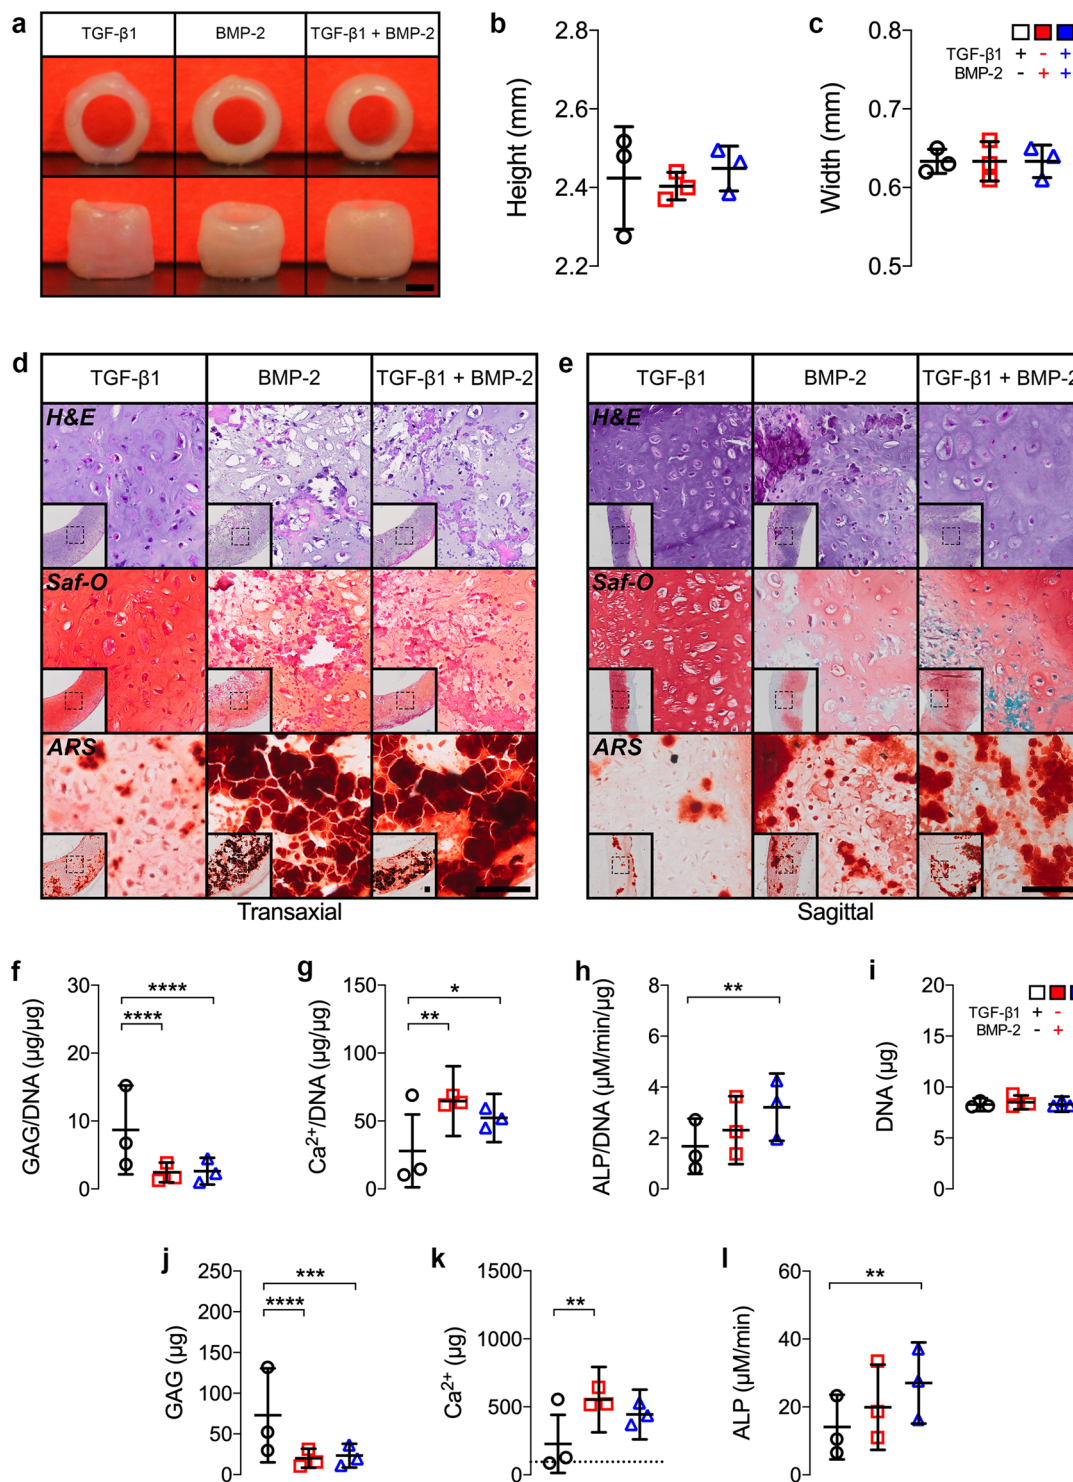 a
TGF-β1 BMP-2 TGF-β1 + BMP-2
b
Height (mm)
2.8
2.6
2.4
2.2
c
Width (mm)
0.8
0.7
0.6
0.5
TGF-β1 + - +
BMP-2 - + +
d
TGF-β1 BMP-2 TGF-β1 + BMP-2
H&E
Saf-O
ARS
Transaxial
e
TGF-β1 BMP-2 TGF-β1 + BMP-2
H&E
Saf-O
ARS
Sagittal
f
GAG/DNA (μg/μg)
30
20
10
0
****
****
g
Ca²⁺/DNA (μg/μg)
150
100
50
0
*
**
h
ALP/DNA (μM/min/μg)
8
6
4
2
0
**
i
DNA (μg)
20
15
10
5
0
TGF-β1 + -
BMP-2 - +
j
GAG (μg)
250
200
150
100
50
0
***
****
k
Ca²⁺ (μg)
1500
1000
500
0
**
l
ALP (μM/min)
60
40
20
0
**